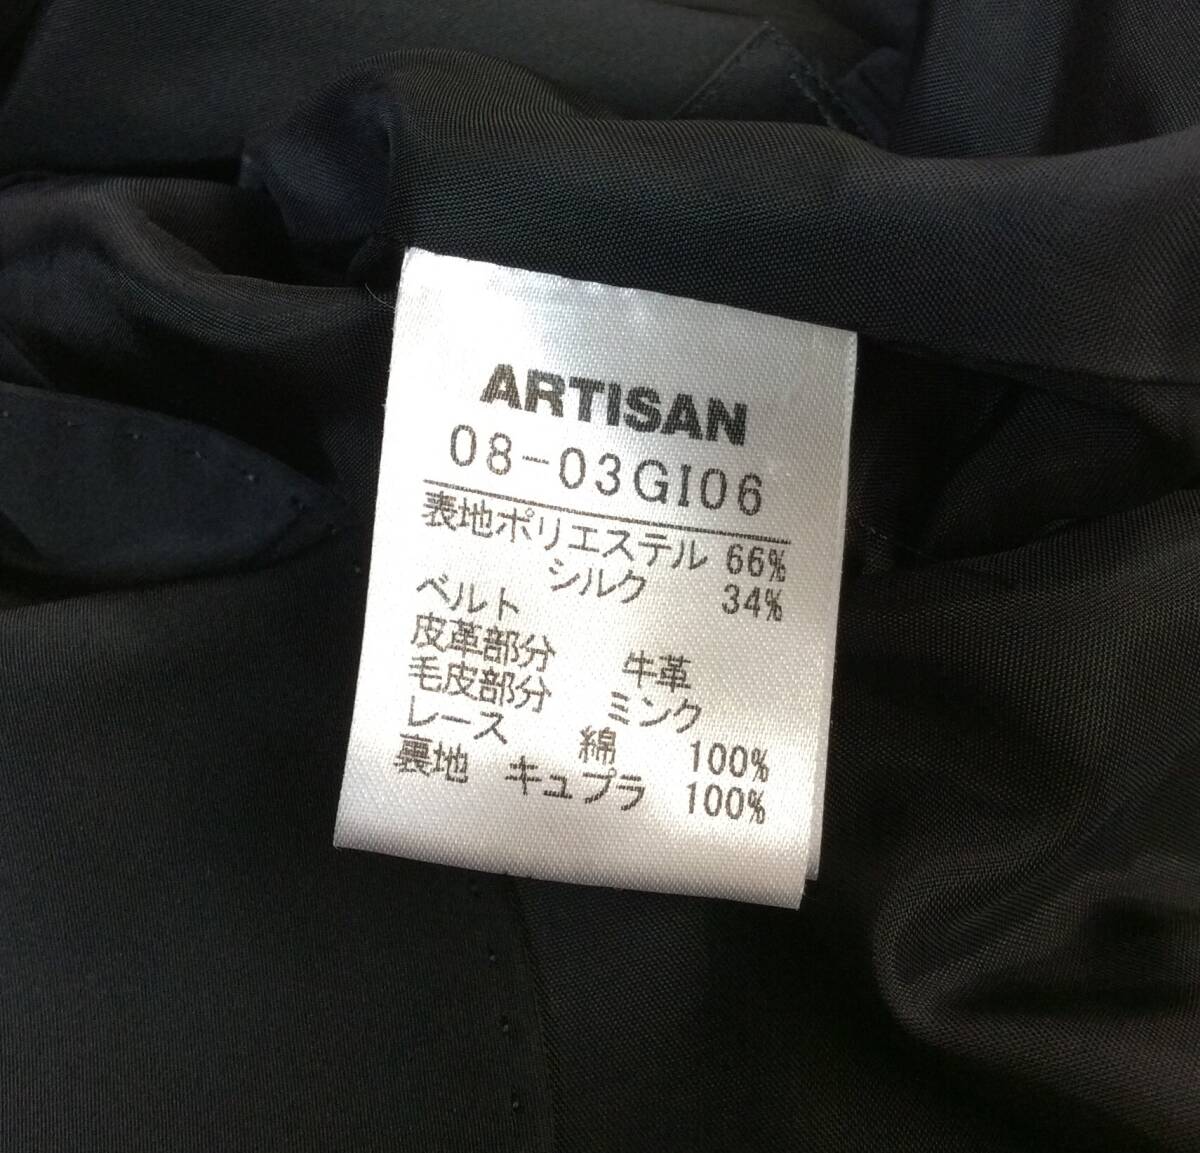 ARTISAN
08-03GI06
表地ポリエステル 66%
シルク 34%
ベルト
皮革部分 牛革
毛皮部分 ミンク
レース 綿 100%
裏地 キュプラ 100%